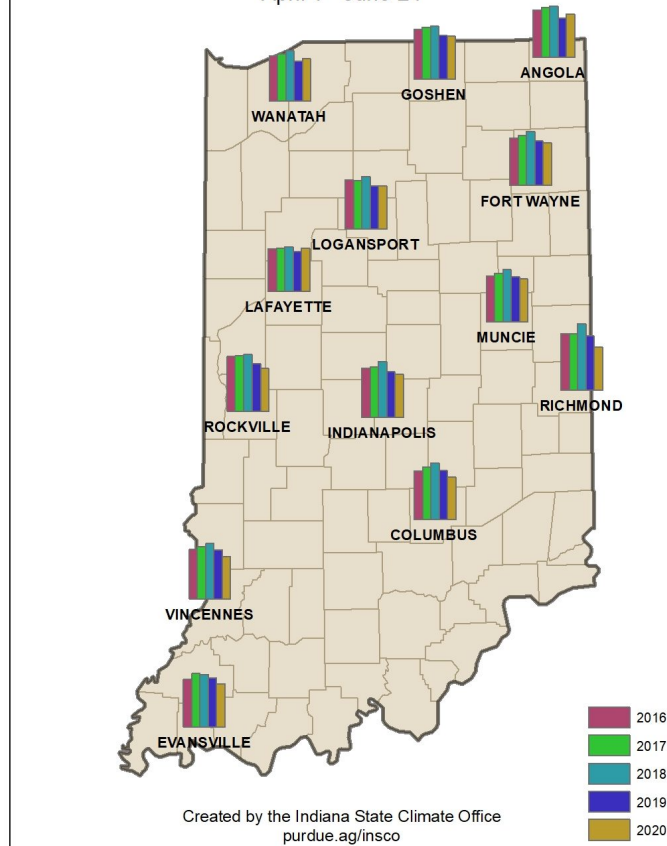 ANGOLA
GOSHEN
WANATAH
FORT WAYNE
LOGANSPORT
LAFAYETTE
MUNCIE
RICHMOND
ROCKVILLE
INDIANAPOLIS
COLUMBUS
VINCENNES
EVANSVILLE
2016
2017
2018
2019
2020
Created by the Indiana State Climate Office
purdue.ag/insco